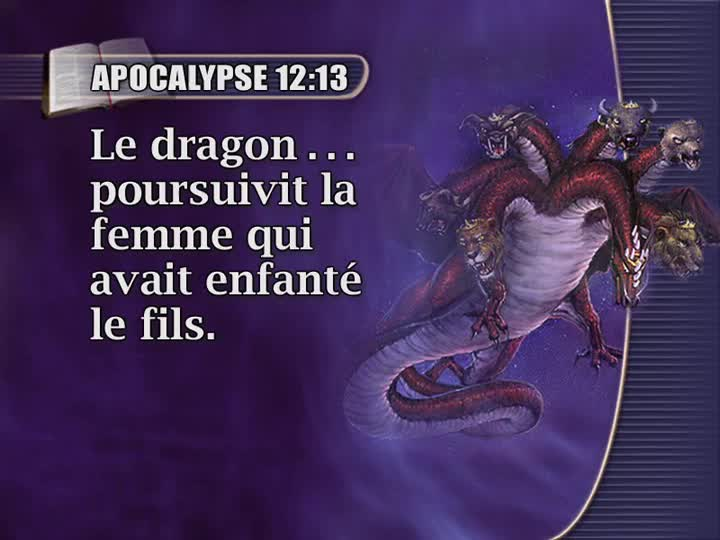 APOCALYPSE 12:13
Le dragon . . .
poursuivit la
femme qui
avait enfanté
le fils.